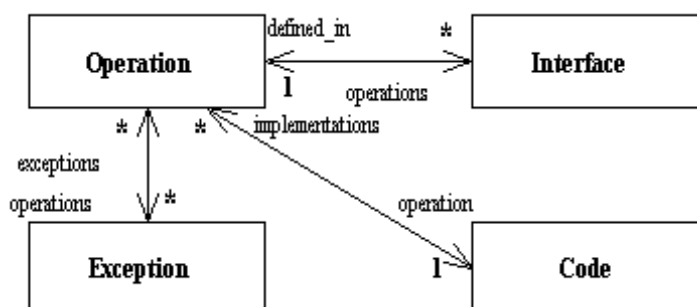 defined_in *
Operation Interface
1 operations
* * implementations
exceptions
operations * operation
Exception 1 Code